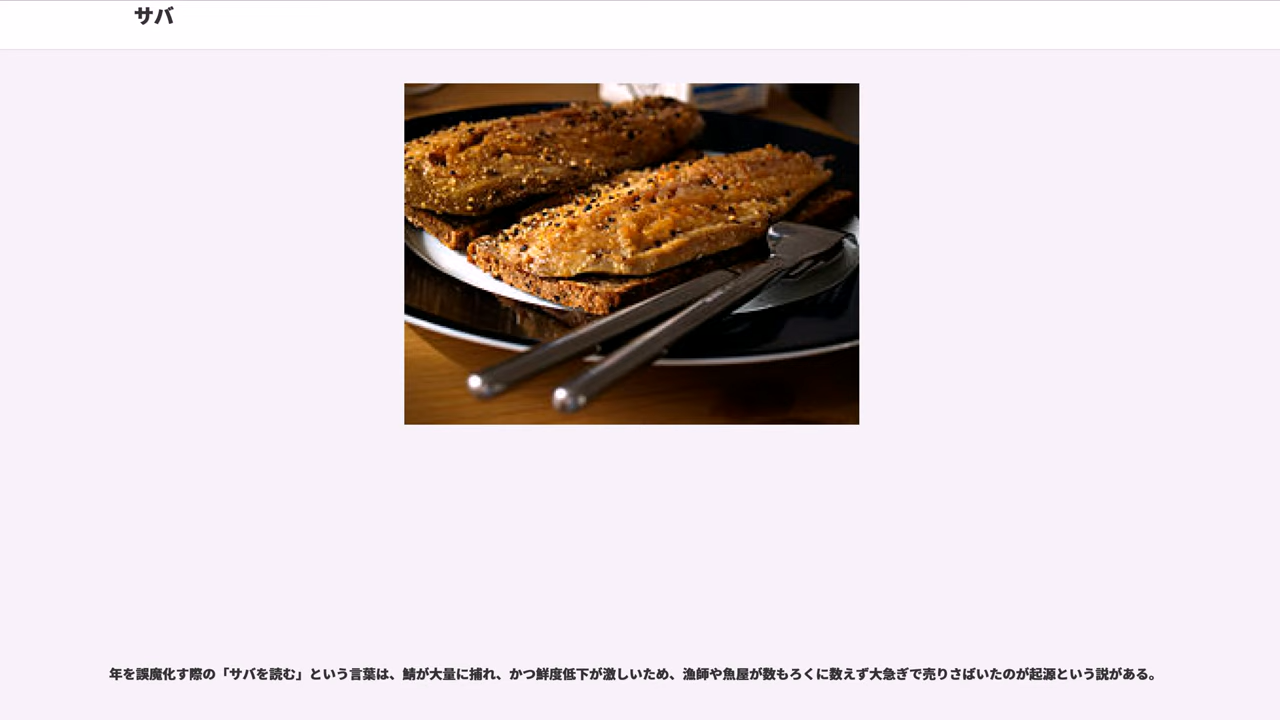 サバ
年を誤魔化す際の「サバを読む」という言葉は、鯖が大量に捕れ、かつ鮮度低下が激しいため、漁師や魚屋が数もろくに数えず大急ぎで売りさばいたのが起源という説がある。